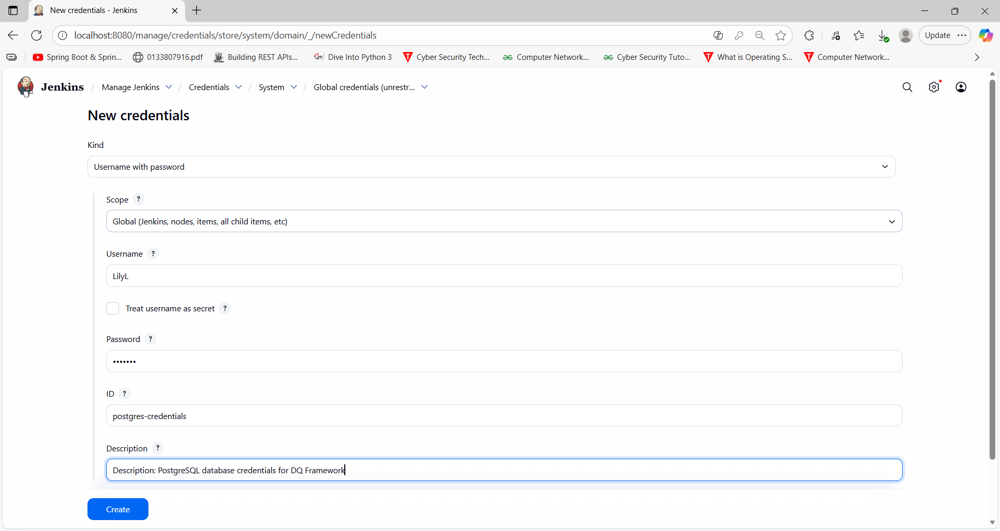 New credentials - Jenkins
localhost:8080/manage/credentials/store/system/domain/_/newCredentials
Update
Spring Boot & Sprin...
0133807916.pdf
Building REST APIs...
Dive Into Python 3
Cyber Security Tech...
Computer Network...
Cyber Security Tuto...
What is Operating S...
Computer Network...
Jenkins / Manage Jenkins / Credentials / System / Global credentials (unrestr...
New credentials
Kind
Username with password
Scope ?
Global (Jenkins, nodes, items, all child items, etc)
Username ?
LilyL
Treat username as secret ?
Password ?
•••••••
ID ?
postgres-credentials
Description ?
Description: PostgreSQL database credentials for DQ Framework
Create